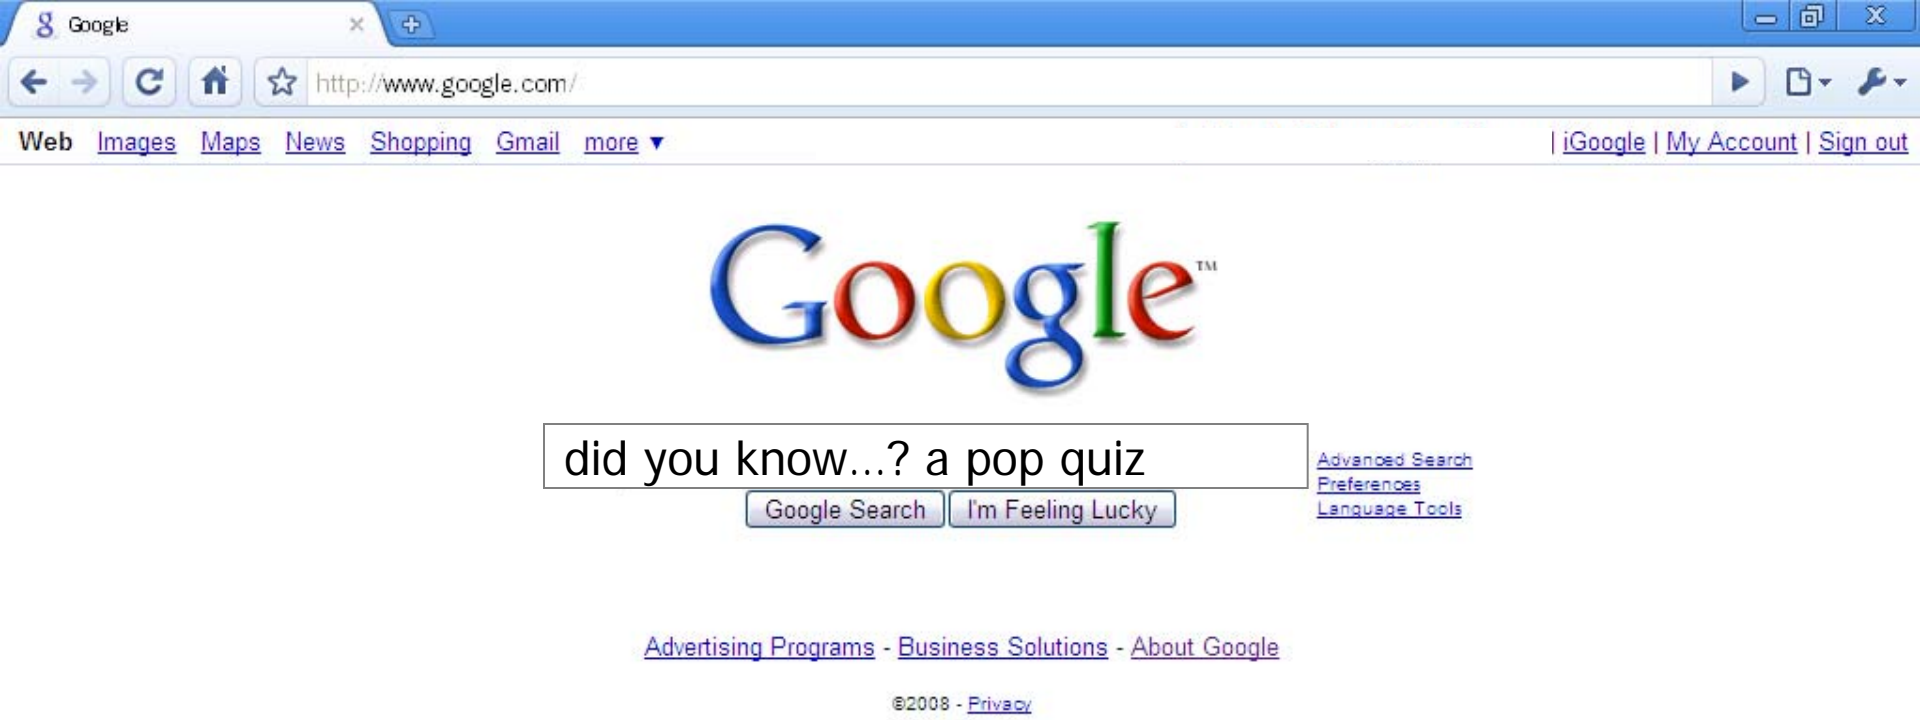 Google
http://www.google.com/
Web Images Maps News Shopping Gmail more ▼ | iGoogle | My Account | Sign out
Google™
did you know...? a pop quiz
Advanced Search
Preferences
Language Tools
Google Search I'm Feeling Lucky
Advertising Programs - Business Solutions - About Google
©2008 - Privacy